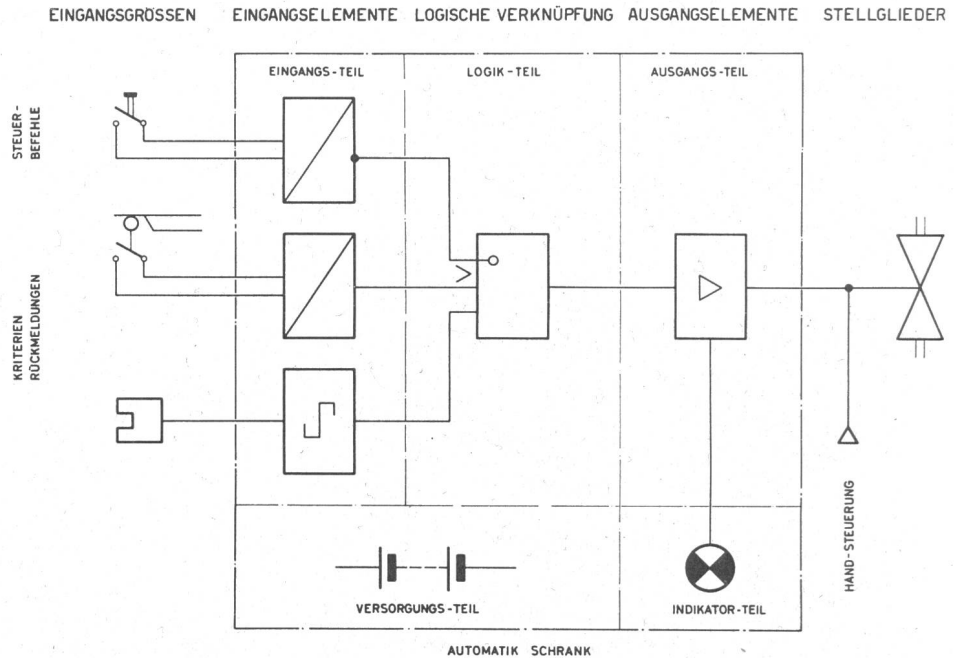 EINGANGSGRÖSSEN
EINGANGSELEMENTE
LOGISCHE VERKNÜPFUNG
AUSGANGSELEMENTE
STELLGLIEDER
EINGANGS-TEIL
LOGIK-TEIL
AUSGANGS-TEIL
STEUER-
BEFEHLE
KRITERIEN
RÜCKMELDUNGEN
HAND-STEUERUNG
VERSORGUNGS-TEIL
INDIKATOR-TEIL
AUTOMATIK SCHRANK